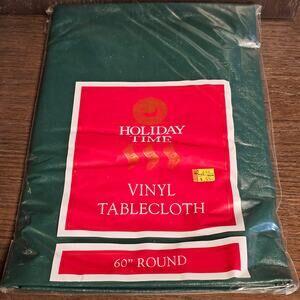 HOLIDAY
TIME
VINYL
TABLECLOTH
60" ROUND